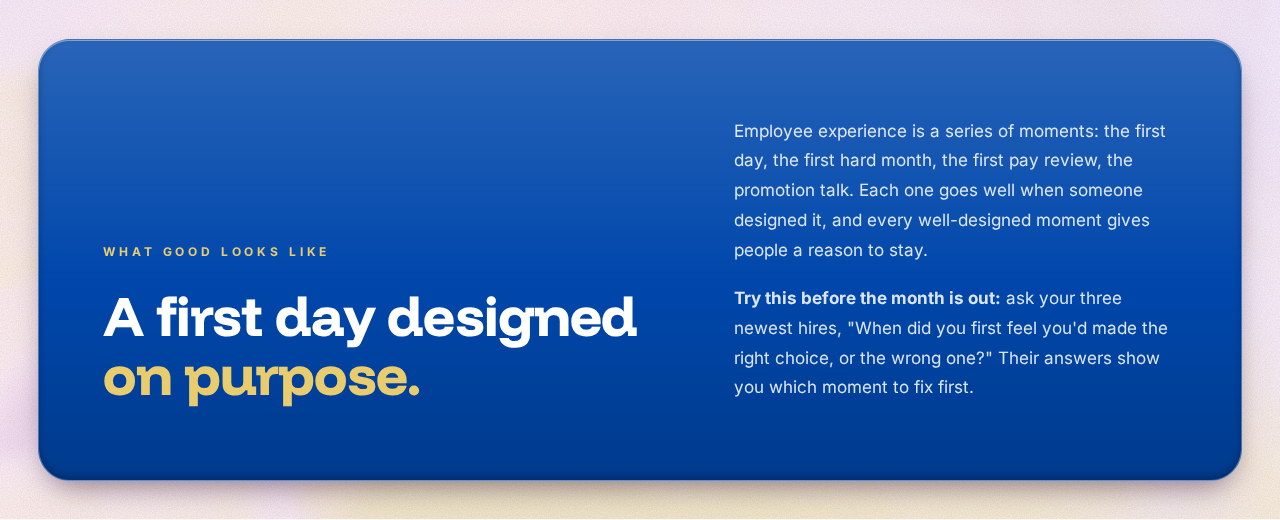 WHAT GOOD LOOKS LIKE
A first day designed
on purpose.
Employee experience is a series of moments: the first
day, the first hard month, the first pay review, the
promotion talk. Each one goes well when someone
designed it, and every well-designed moment gives
people a reason to stay.
Try this before the month is out: ask your three
newest hires, "When did you first feel you'd made the
right choice, or the wrong one?" Their answers show
you which moment to fix first.